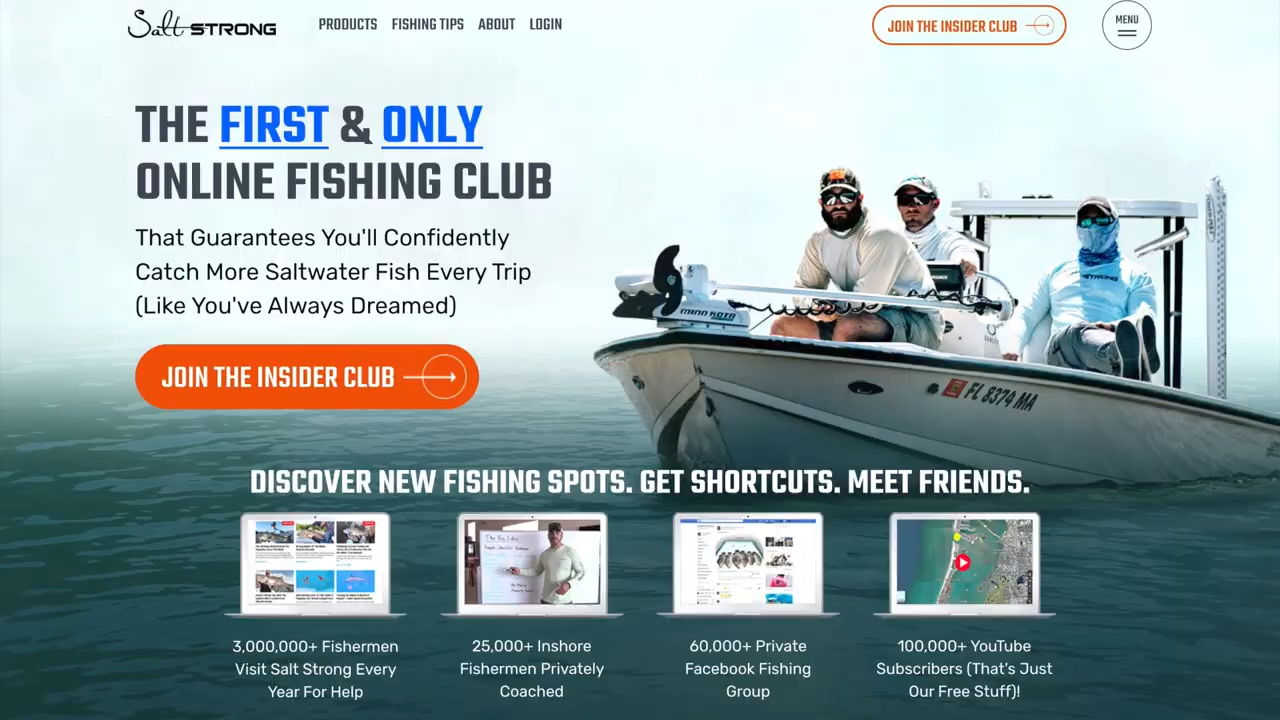 Salt STRONG
PRODUCTS FISHING TIPS ABOUT LOGIN
JOIN THE INSIDER CLUB
MENU
THE FIRST & ONLY
ONLINE FISHING CLUB
That Guarantees You'll Confidently
Catch More Saltwater Fish Every Trip
(Like You've Always Dreamed)
JOIN THE INSIDER CLUB
MINN KOTA
STRONG
FL 8374 MA
DISCOVER NEW FISHING SPOTS. GET SHORTCUTS. MEET FRIENDS.
The Big Idea
3,000,000+ Fishermen
Visit Salt Strong Every
Year For Help
25,000+ Inshore
Fishermen Privately
Coached
60,000+ Private
Facebook Fishing
Group
100,000+ YouTube
Subscribers (That's Just
Our Free Stuff)!